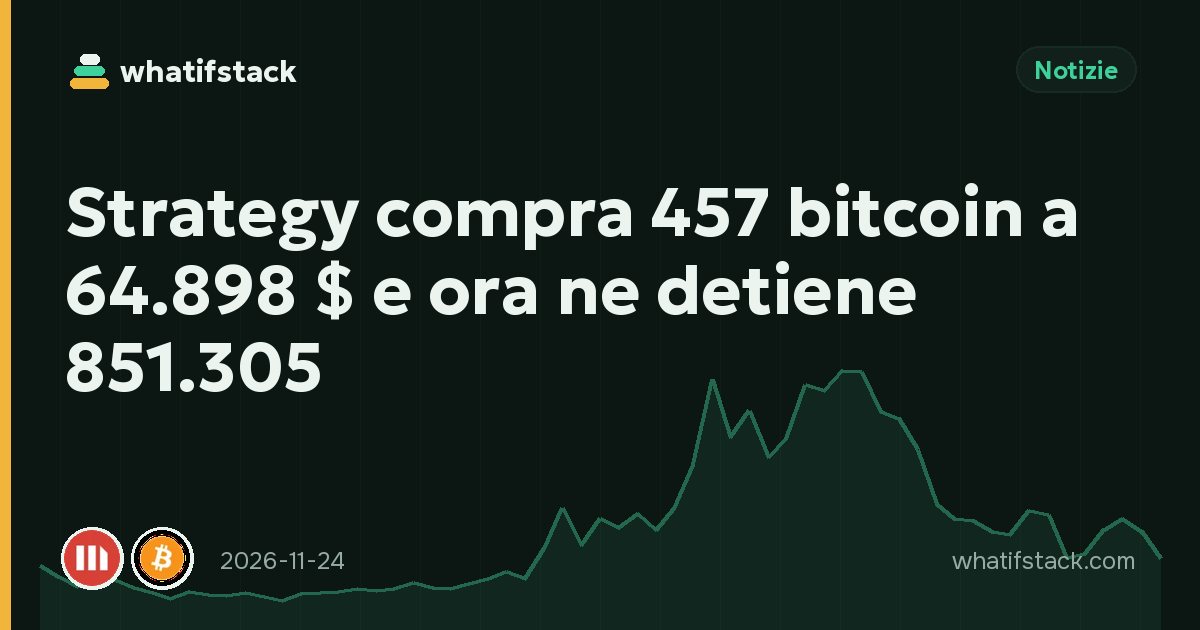 whatifstack
Notizie
Strategy compra 457 bitcoin a
64.898 $ e ora ne detiene
851.305
2026-11-24
whatifstack.com